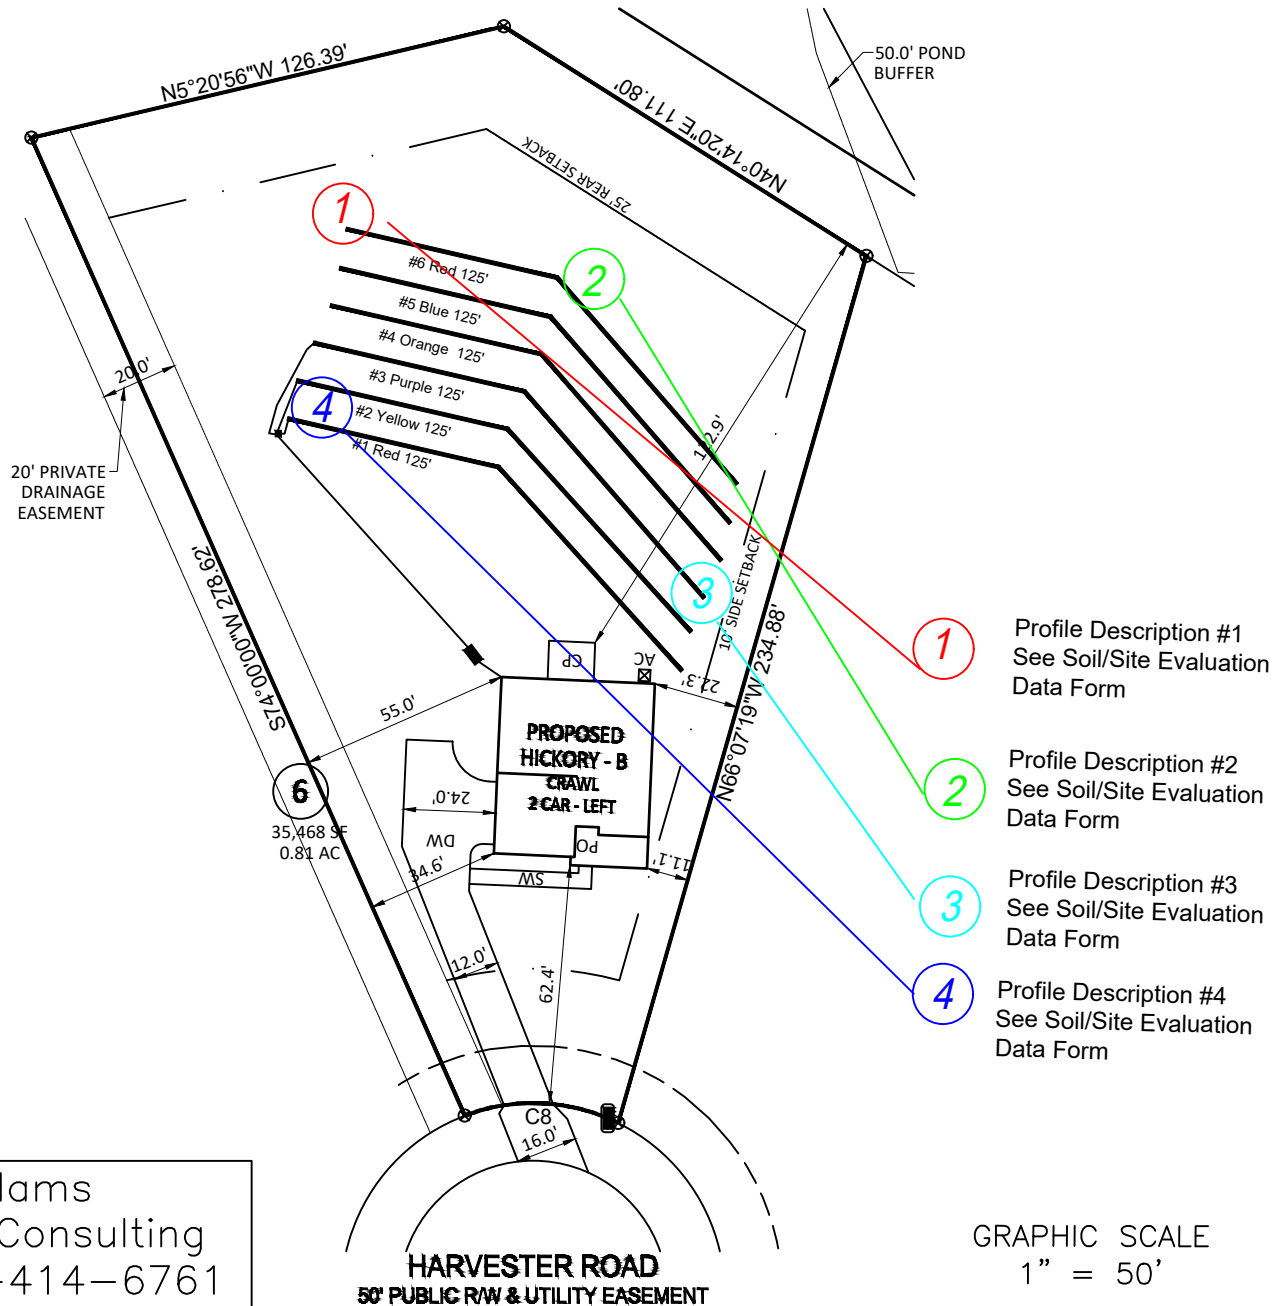 50.0' POND
BUFFER
N5°20'56"W 126.39'
N40°14'20"E 111.80'
25' REAR SETBACK
1
2
#6 Red 125'
#5 Blue 125'
#4 Orange 125'
#3 Purple 125'
#2 Yellow 125'
#1 Red 125'
4
3
20.0'
20' PRIVATE
DRAINAGE
EASEMENT
S74°00'00"W 278.62'
10' SIDE SETBACK
N66°07'19"W 234.88'
CP
AC
22.3'
55.0'
PROPOSED
HICKORY - B
CRAWL
2 CAR - LEFT
24.0'
DW
PO
SW
11.1'
34.6'
6
35,468 SF
0.81 AC
12.0'
62.4'
C8
16.0'
1
Profile Description #1
See Soil/Site Evaluation
Data Form
2
Profile Description #2
See Soil/Site Evaluation
Data Form
3
Profile Description #3
See Soil/Site Evaluation
Data Form
4
Profile Description #4
See Soil/Site Evaluation
Data Form
Consulting
-414-6761
HARVESTER ROAD
50' PUBLIC R/W & UTILITY EASEMENT
GRAPHIC SCALE
1" = 50'